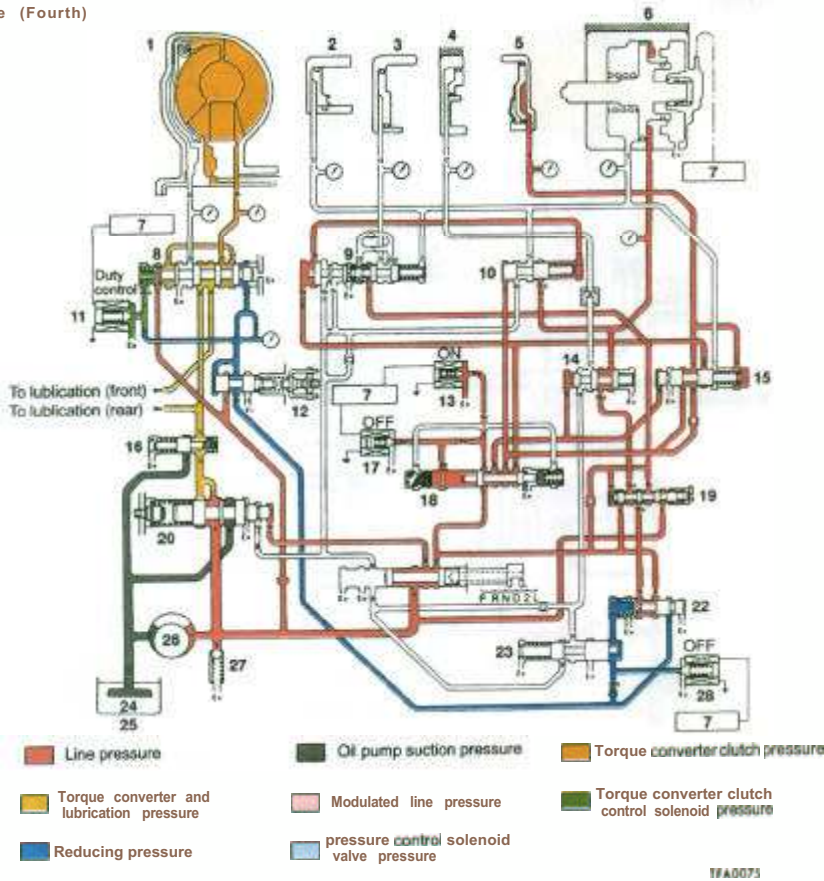 e (Fourth)
1
2
3
4
5
6
7
7
8
Duty
control
9
10
11
ON
14
15
To lublication (front)
To lublication (rear)
12
7
13
OFF
16
17
18
19
20
P R N D 2 L
22
26
23
OFF
27
28
24
25
7
Line pressure
Oil pump suction pressure
Torque converter clutch pressure
Torque converter and
lubrication pressure
Modulated line pressure
Torque converter clutch
control solenoid pressure
Reducing pressure
pressure control solenoid
valve pressure
TFA0075